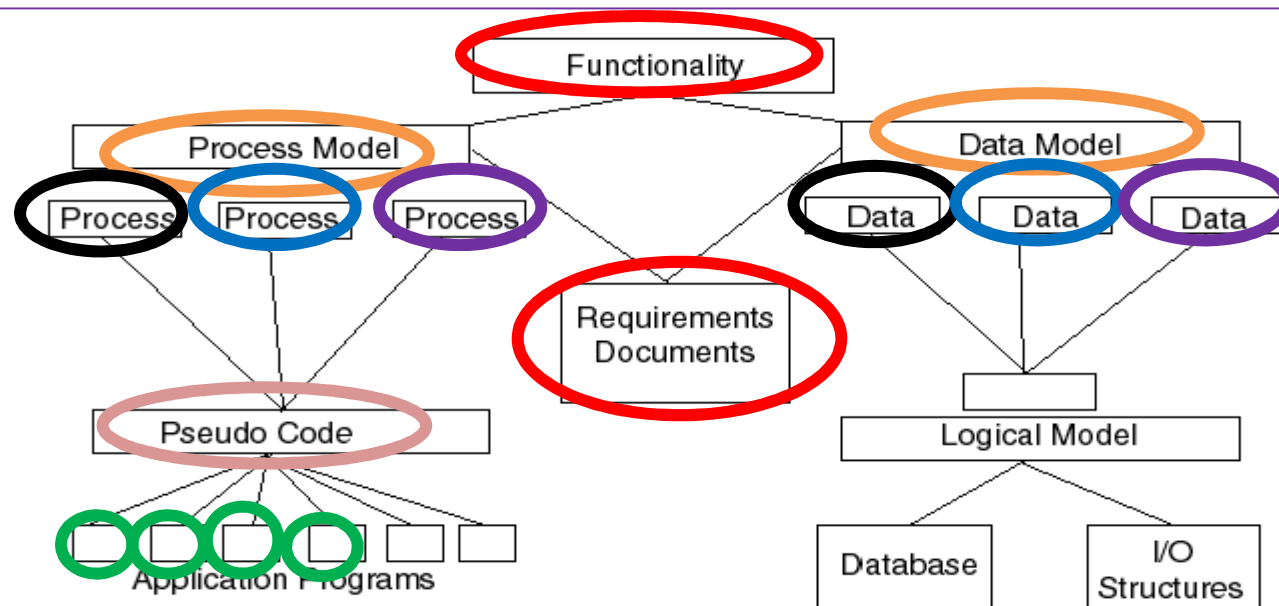 Functionality
Process Model
Data Model
Process
Process
Process
Data
Data
Data
Requirements
Documents
Pseudo Code
Logical Model
Application Programs
Database
I/O
Structures